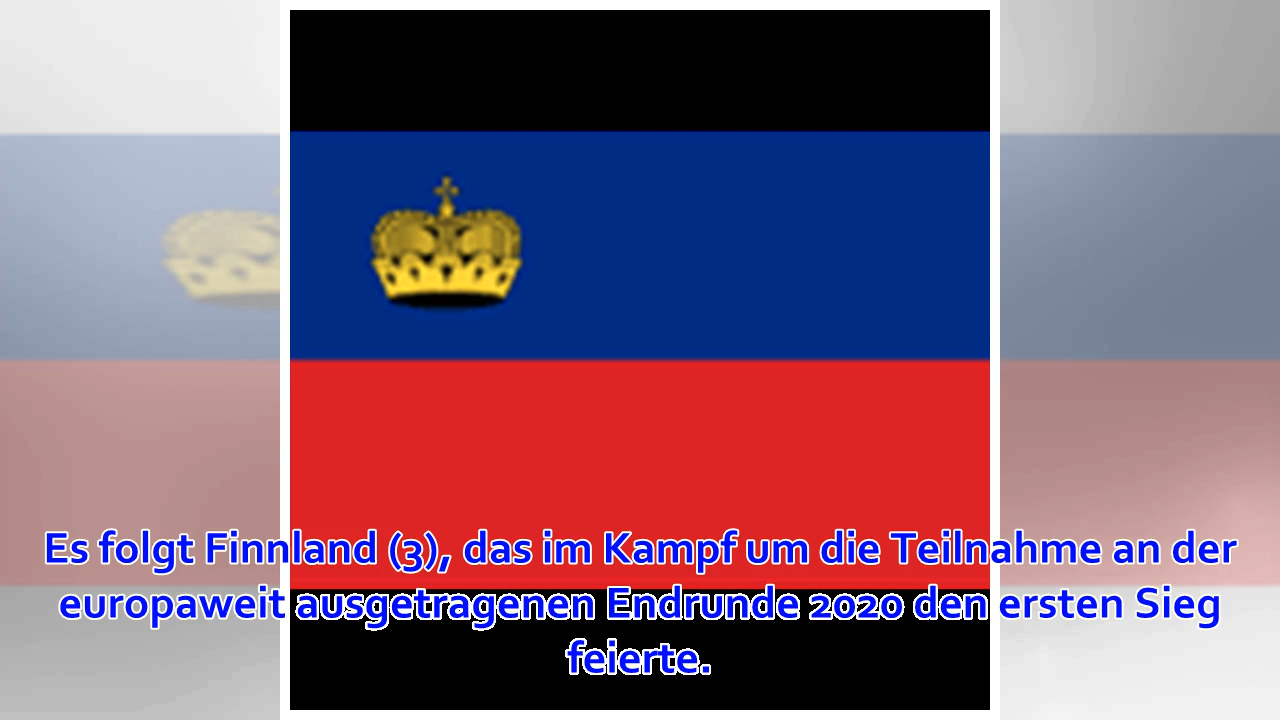 Es folgt Finnland (3), das im Kampf um die Teilnahme an der
europaweit ausgetragenen Endrunde 2020 den ersten Sieg
feierte.